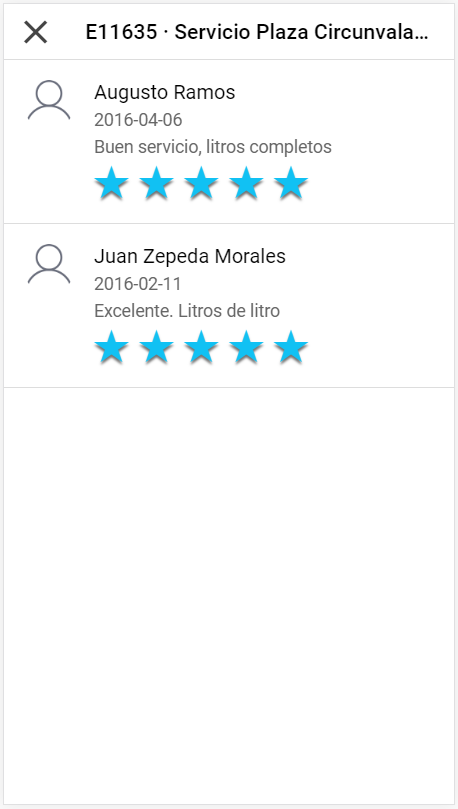 E11635 · Servicio Plaza Circunvala...
Augusto Ramos
2016-04-06
Buen servicio, litros completos
Juan Zepeda Morales
2016-02-11
Excelente. Litros de litro